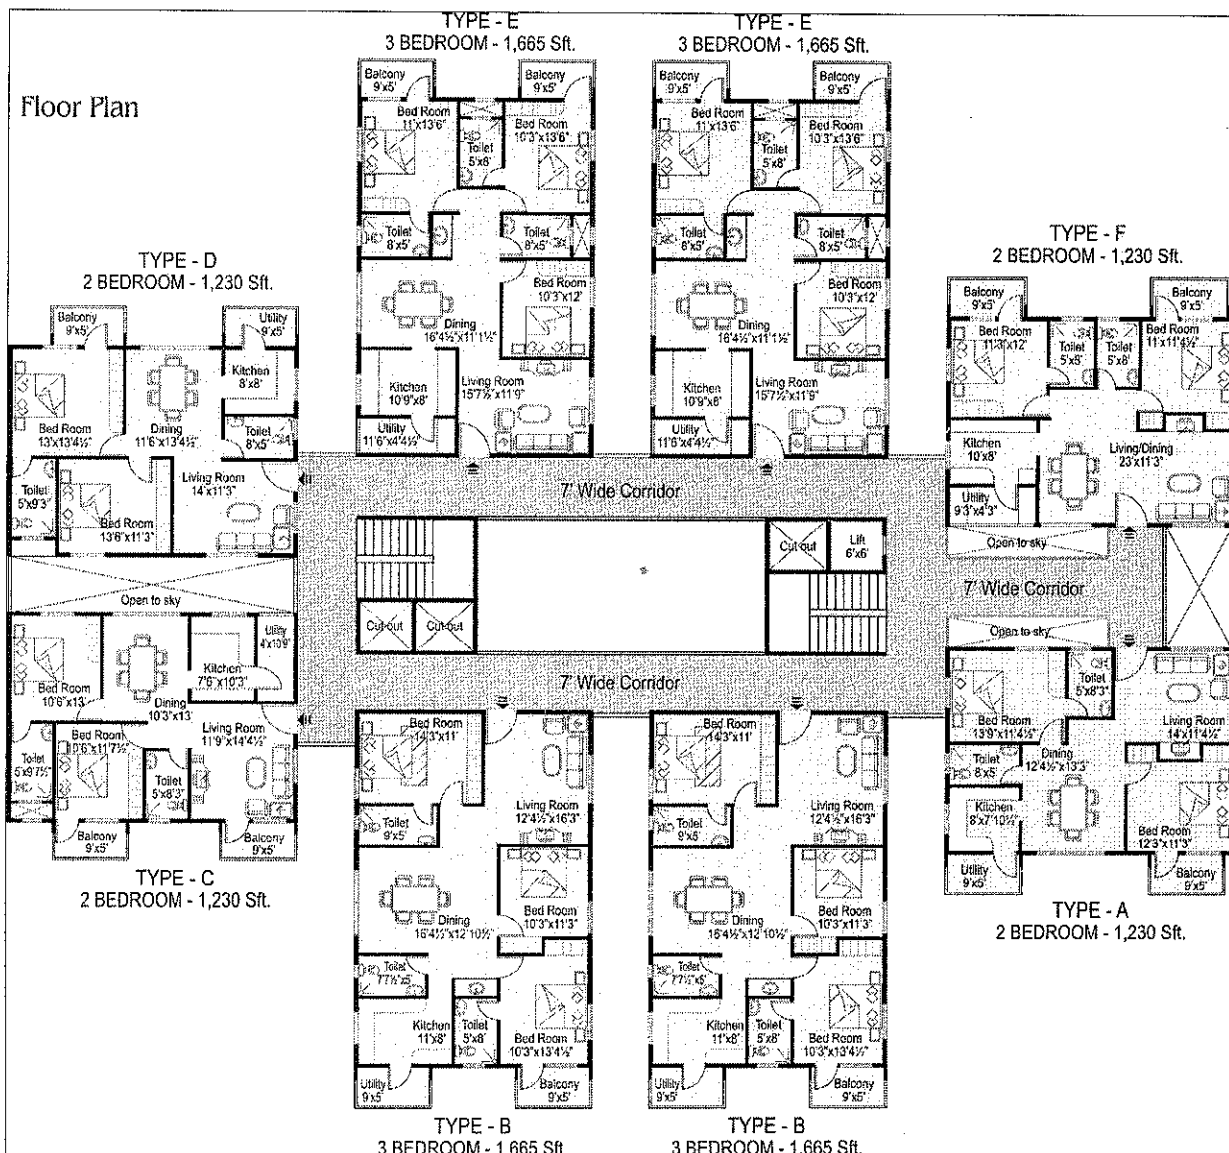 Floor Plan
TYPE - E
3 BEDROOM - 1,665 Sft.
Balcony
9'x5'
Balcony
9'x5'
Bed Room
11'x13'6"
Toilet
5'x8'
Bed Room
10'3"x13'6"
Toilet
8'x5'
Toilet
8'x5'
Bed Room
10'3"x12'
Dining
16'4½"x11'1½"
Kitchen
10'9"x8'
Living Room
15'7½"x11'9"
Utility
11'6"x4'4½"
TYPE - E
3 BEDROOM - 1,665 Sft.
Balcony
9'x5'
Balcony
9'x5'
Bed Room
11'x13'6"
Toilet
5'x8'
Bed Room
10'3"x13'6"
Toilet
8'x5'
Toilet
8'x5'
Bed Room
10'3"x12'
Dining
16'4½"x11'1½"
Kitchen
10'9"x8'
Living Room
15'7½"x11'9"
Utility
11'6"x4'4½"
TYPE - D
2 BEDROOM - 1,230 Sft.
Balcony
9'x5'
Utility
9'x5'
Kitchen
8'x8'
Bed Room
13'x13'4½"
Dining
11'6"x13'4½"
Toilet
8'x5'
Toilet
5'x9'3"
Bed Room
13'6"x11'3"
Living Room
14'x11'3"
Open to sky
TYPE - F
2 BEDROOM - 1,230 Sft.
Balcony
9'x5'
Balcony
9'x5'
Bed Room
11'3"x12'
Toilet
5'x8'
Toilet
5'x8'
Bed Room
11'x11'4½"
Kitchen
10'x8'
Living/Dining
23'x11'3"
Utility
9'3"x4'3"
Open to sky
7' Wide Corridor
Cut-out
Lift
6'x6'
Cut-out
Cut-out
7' Wide Corridor
7' Wide Corridor
Open to sky
Bed Room
10'6"x13'
Dining
10'3"x13'
Kitchen
7'6"x10'3"
Utility
4'x10'9"
Toilet
5'x9'7½"
Bed Room
10'6"x11'7½"
Toilet
5'x8'3"
Living Room
11'9"x14'4½"
Balcony
9'x5'
Balcony
9'x5'
TYPE - C
2 BEDROOM - 1,230 Sft.
Bed Room
14'3"x11'
Living Room
12'4½"x16'3"
Toilet
9'x5'
Bed Room
10'3"x11'3"
Dining
16'4½"x12'10½"
Toilet
7'7½"x5'
Kitchen
11'x8'
Toilet
5'x8'
Bed Room
10'3"x13'4½"
Utility
9'x5'
Balcony
9'x5'
TYPE - B
3 BEDROOM - 1,665 Sft.
Bed Room
14'3"x11'
Living Room
12'4½"x16'3"
Toilet
9'x5'
Bed Room
10'3"x11'3"
Dining
16'4½"x12'10½"
Toilet
7'7½"x5'
Kitchen
11'x8'
Toilet
5'x8'
Bed Room
10'3"x13'4½"
Utility
9'x5'
Balcony
9'x5'
TYPE - B
3 BEDROOM - 1,665 Sft.
Bed Room
13'9"x11'4½"
Toilet
5'x8'3"
Living Room
14'x11'4½"
Toilet
8'x5'
Dining
12'4½"x13'3"
Kitchen
8'x7'10½"
Bed Room
12'3"x11'3"
Utility
9'x5'
Balcony
9'x5'
TYPE - A
2 BEDROOM - 1,230 Sft.